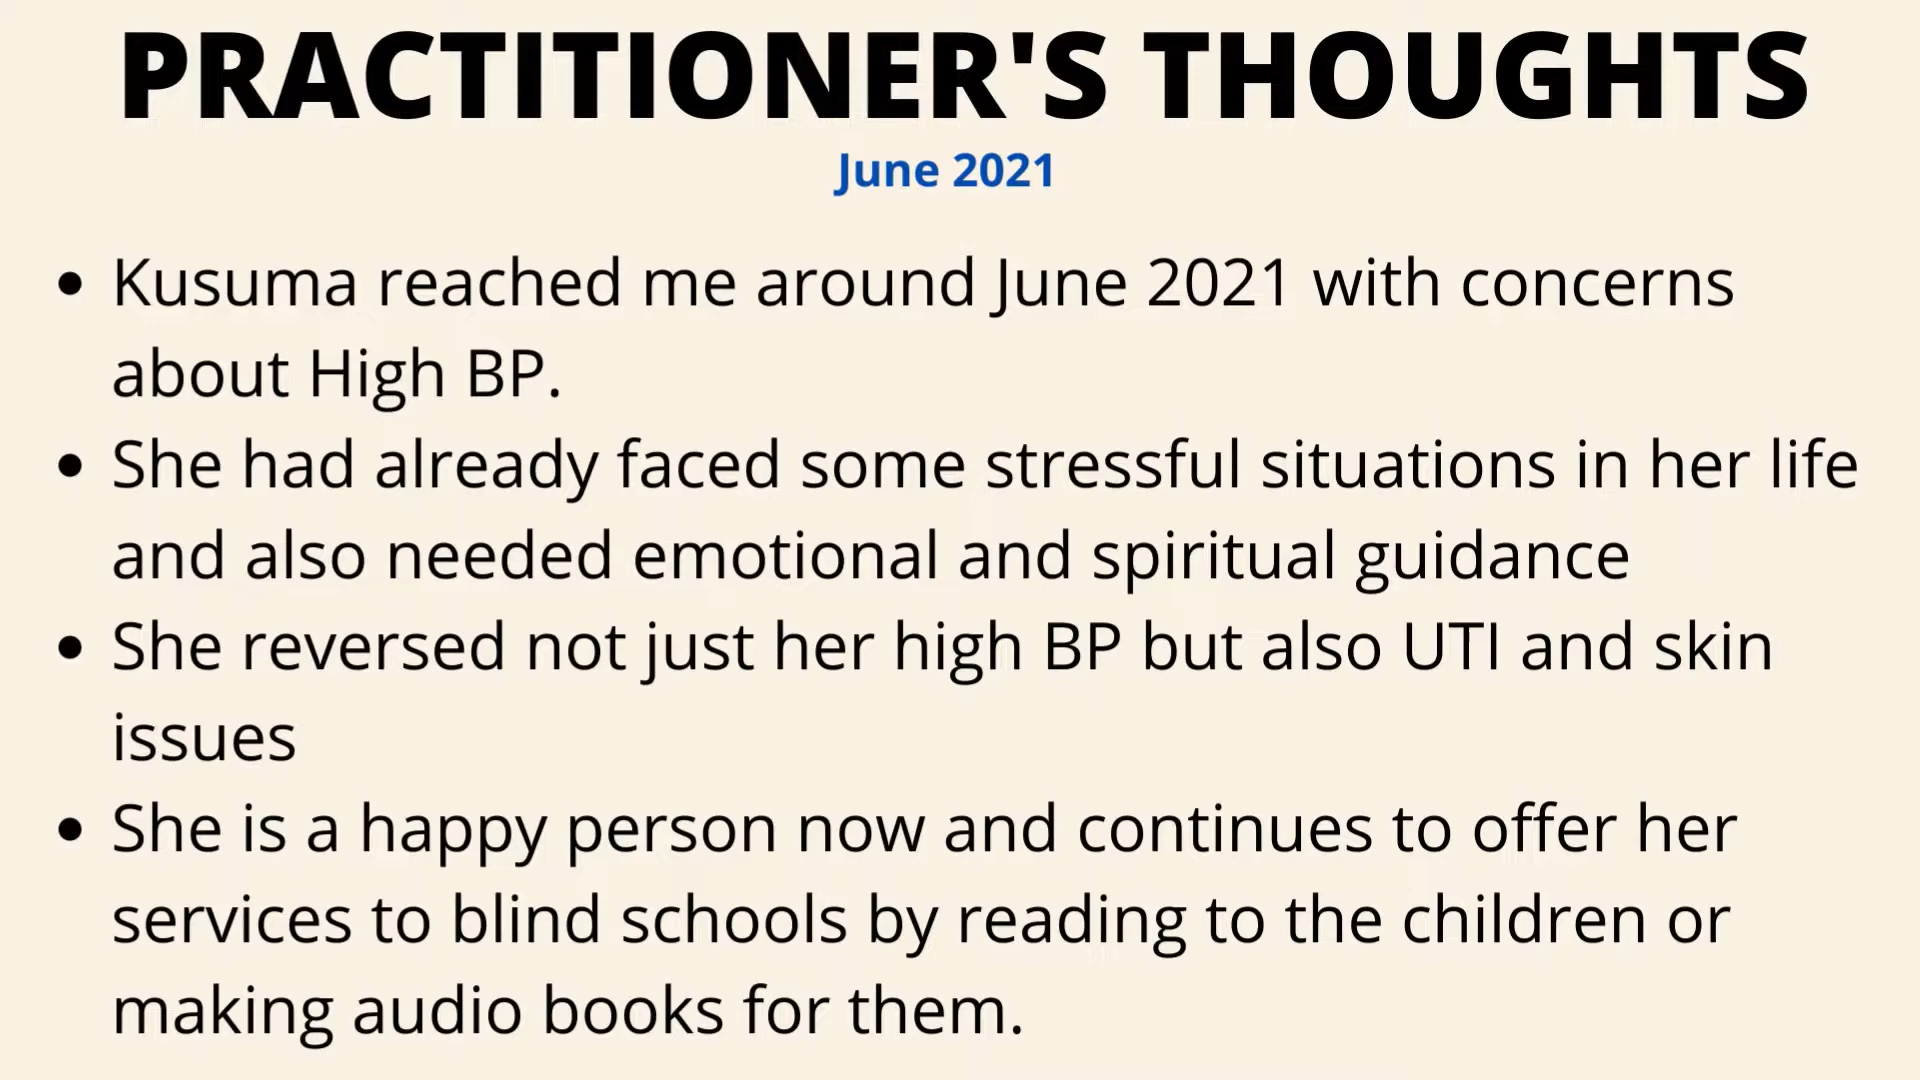 PRACTITIONER'S THOUGHTS
June 2021
• Kusuma reached me around June 2021 with concerns
about High BP.
• She had already faced some stressful situations in her life
and also needed emotional and spiritual guidance
• She reversed not just her high BP but also UTI and skin
issues
• She is a happy person now and continues to offer her
services to blind schools by reading to the children or
making audio books for them.